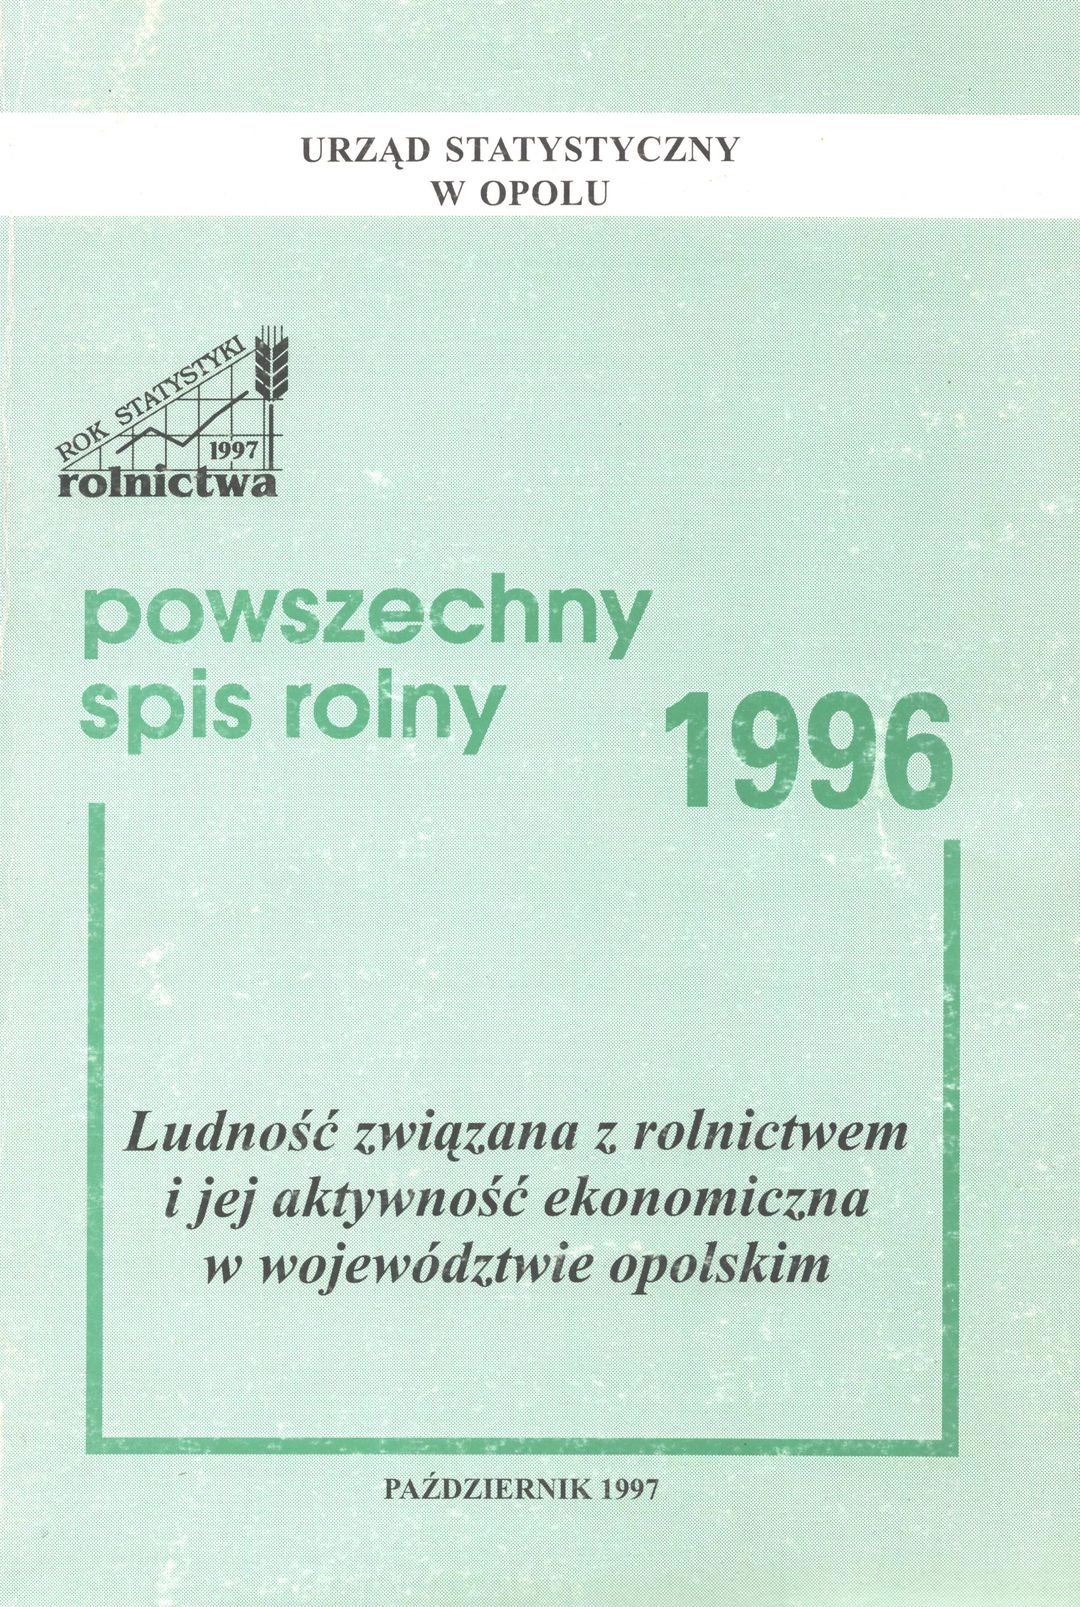 URZĄD STATYSTYCZNY
W OPOLU
ROK STATYSTYKI
1997
rolnictwa
powszechny
spis rolny
1996
Ludność związana z rolnictwem
i jej aktywność ekonomiczna
w województwie opolskim
PAŹDZIERNIK 1997